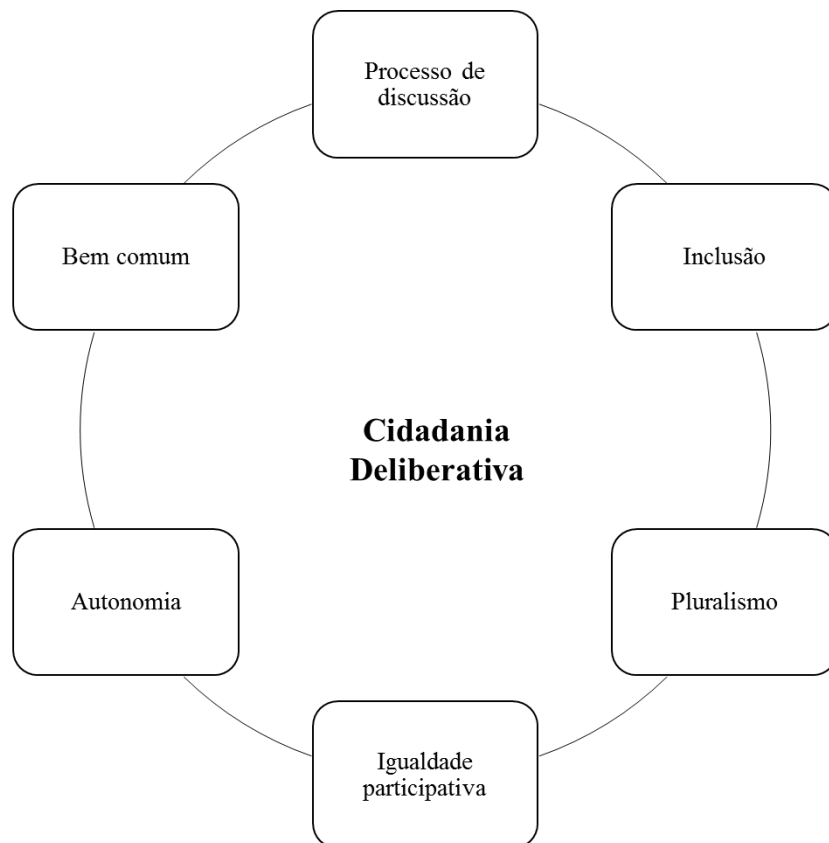 Processo de
discussão
Bem comum
Inclusão
Cidadania
Deliberativa
Autonomia
Pluralismo
Igualdade
participativa